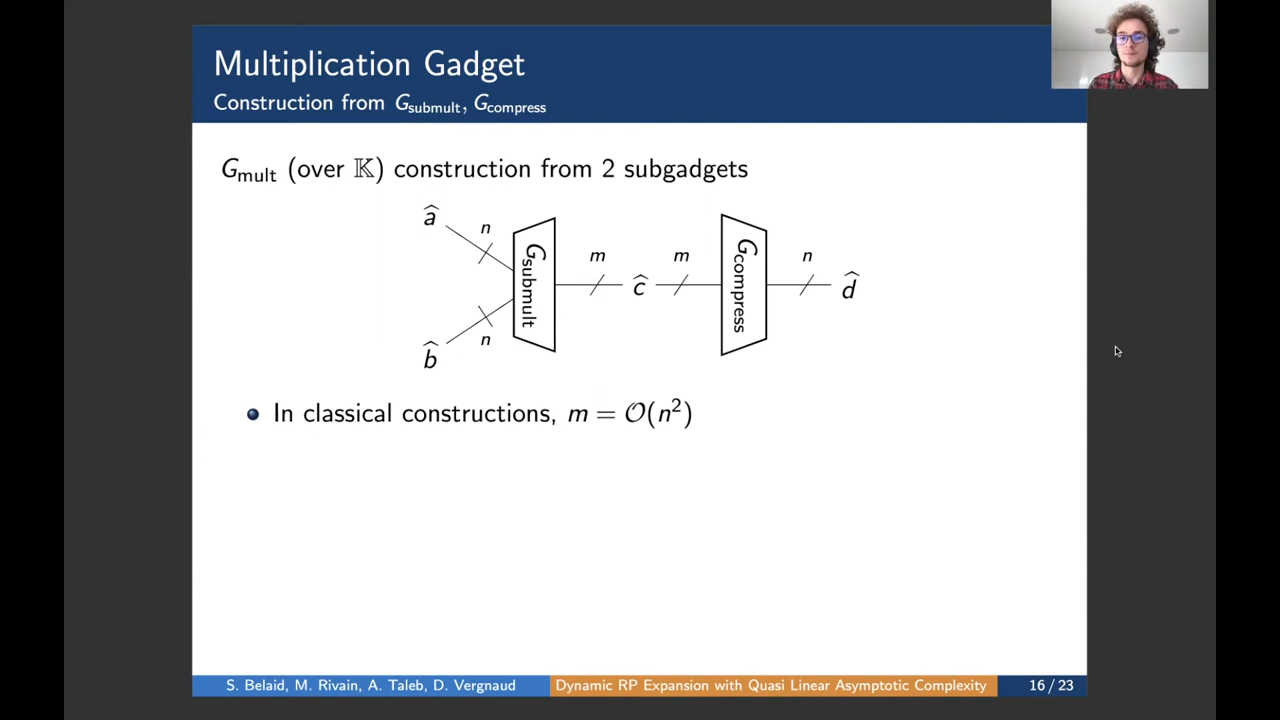 Multiplication Gadget
Construction from G_submult, G_compress
G_mult (over 𝕂) construction from 2 subgadgets
â
n
G_submult
m
ĉ
m
G_compress
n
d̂
n
b̂
In classical constructions, m = 𝒪(n²)
S. Belaid, M. Rivain, A. Taleb, D. Vergnaud
Dynamic RP Expansion with Quasi Linear Asymptotic Complexity
16 / 23